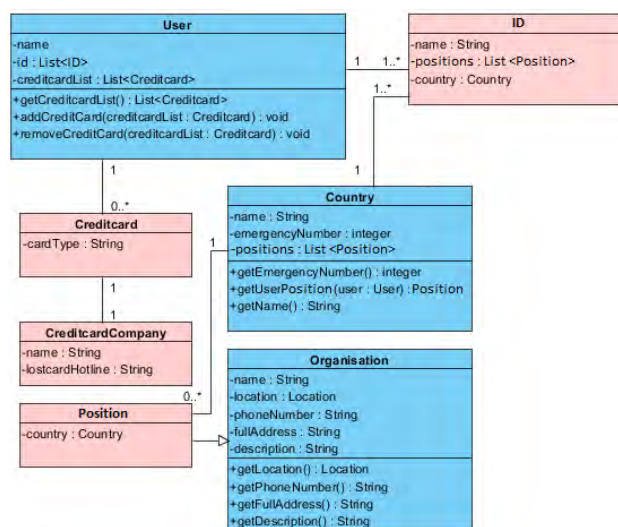 User
-name
-id : List<ID>
-creditcardList : List<Creditcard>
+getCreditcardList() : List<Creditcard>
+addCreditCard(creditcardList : Creditcard) : void
+removeCreditCard(creditcardList : Creditcard) : void
1
1..*
ID
-name : String
-positions : List <Position>
-country : Country
1..*
1
1
0..*
Creditcard
-cardType : String
1
1
CreditcardCompany
-name : String
-lostcardHotline : String
Country
-name : String
-emergencyNumber : integer
-positions : List <Position>
+getEmergencyNumber() : integer
+getUserPosition(user : User) : Position
+getName() : String
1
0..*
Position
-country : Country
Organisation
-name : String
-location : Location
-phoneNumber : String
-fullAddress : String
-description : String
+getLocation() : Location
+getPhoneNumber() : String
+getFullAddress() : String
+getDescription() : String